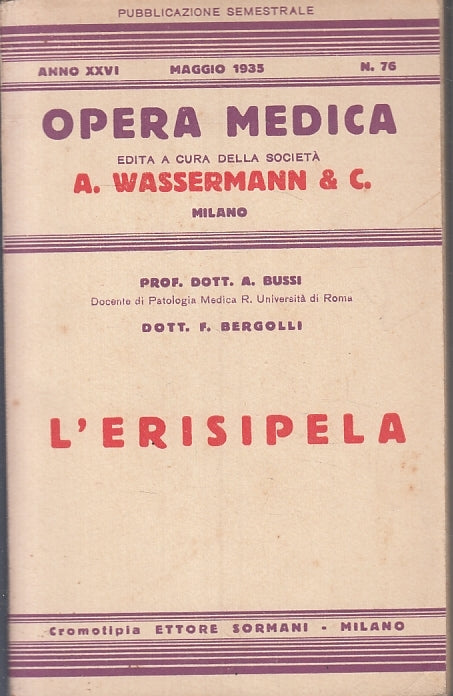 PUBBLICAZIONE SEMESTRALE
ANNO XXVI MAGGIO 1935 N. 76
OPERA MEDICA
EDITA A CURA DELLA SOCIETÀ
A. WASSERMANN & C.
MILANO
PROF. DOTT. A. BUSSI
Docente di Patologia Medica R. Università di Roma
DOTT. F. BERGOLLI
L'ERISIPELA
Cromotipia ETTORE SORMANI - MILANO